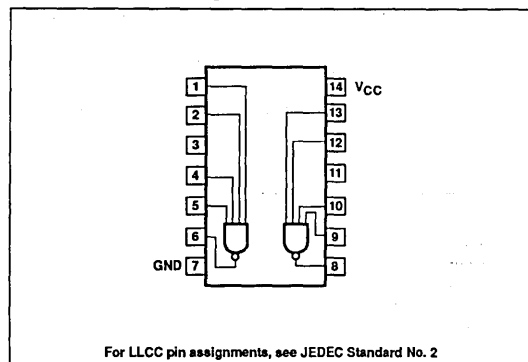 1 14 VCC
2 13
3 12
4 11
5 10
6 9
GND 7 8
For LLCC pin assignments, see JEDEC Standard No. 2